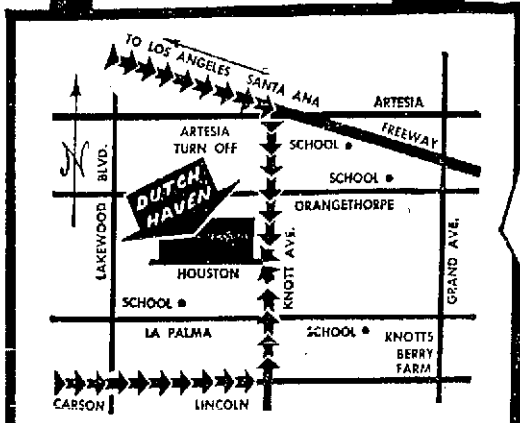 TO LOS ANGELES
SANTA ANA
FREEWAY
ARTESIA
ARTESIA
TURN OFF
SCHOOL
SCHOOL
N
LAKEWOOD BLVD.
DUTCH
HAVEN
ORANGETHORPE
KNOTT AVE.
GRAND AVE.
HOUSTON
SCHOOL
LA PALMA
SCHOOL
KNOTTS
BERRY
FARM
CARSON
LINCOLN